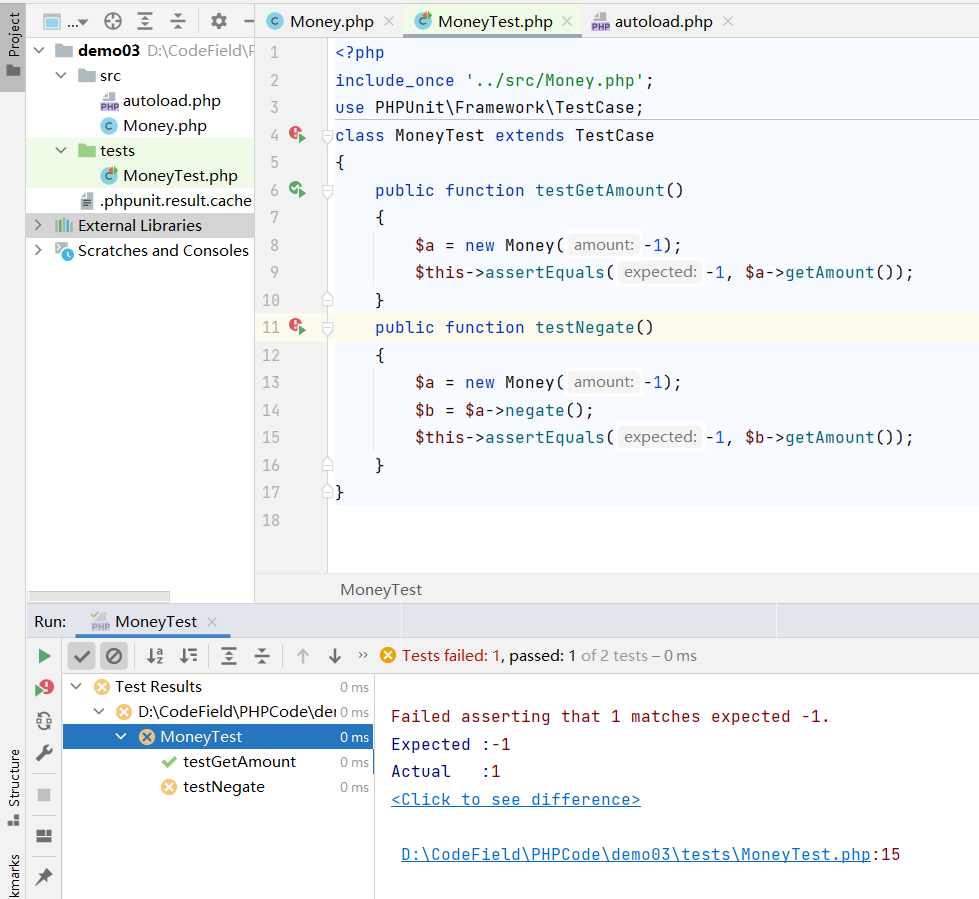 Project
...
Money.php
MoneyTest.php
autoload.php
demo03 D:\CodeField\P
src
autoload.php
Money.php
tests
MoneyTest.php
.phpunit.result.cache
External Libraries
Scratches and Consoles
1 <?php
2 include_once '../src/Money.php';
3 use PHPUnit\Framework\TestCase;
4 class MoneyTest extends TestCase
5 {
6 public function testGetAmount()
7 {
8 $a = new Money( amount: -1);
9 $this->assertEquals( expected: -1, $a->getAmount());
10 }
11 public function testNegate()
12 {
13 $a = new Money( amount: -1);
14 $b = $a->negate();
15 $this->assertEquals( expected: -1, $b->getAmount());
16 }
17 }
18
MoneyTest
Run: MoneyTest
Tests failed: 1, passed: 1 of 2 tests – 0 ms
Test Results 0 ms
D:\CodeField\PHPCode\der 0 ms
MoneyTest 0 ms
testGetAmount 0 ms
testNegate 0 ms
Failed asserting that 1 matches expected -1.
Expected :-1
Actual :1
<Click to see difference>
D:\CodeField\PHPCode\demo03\tests\MoneyTest.php:15
Structure
kmarks